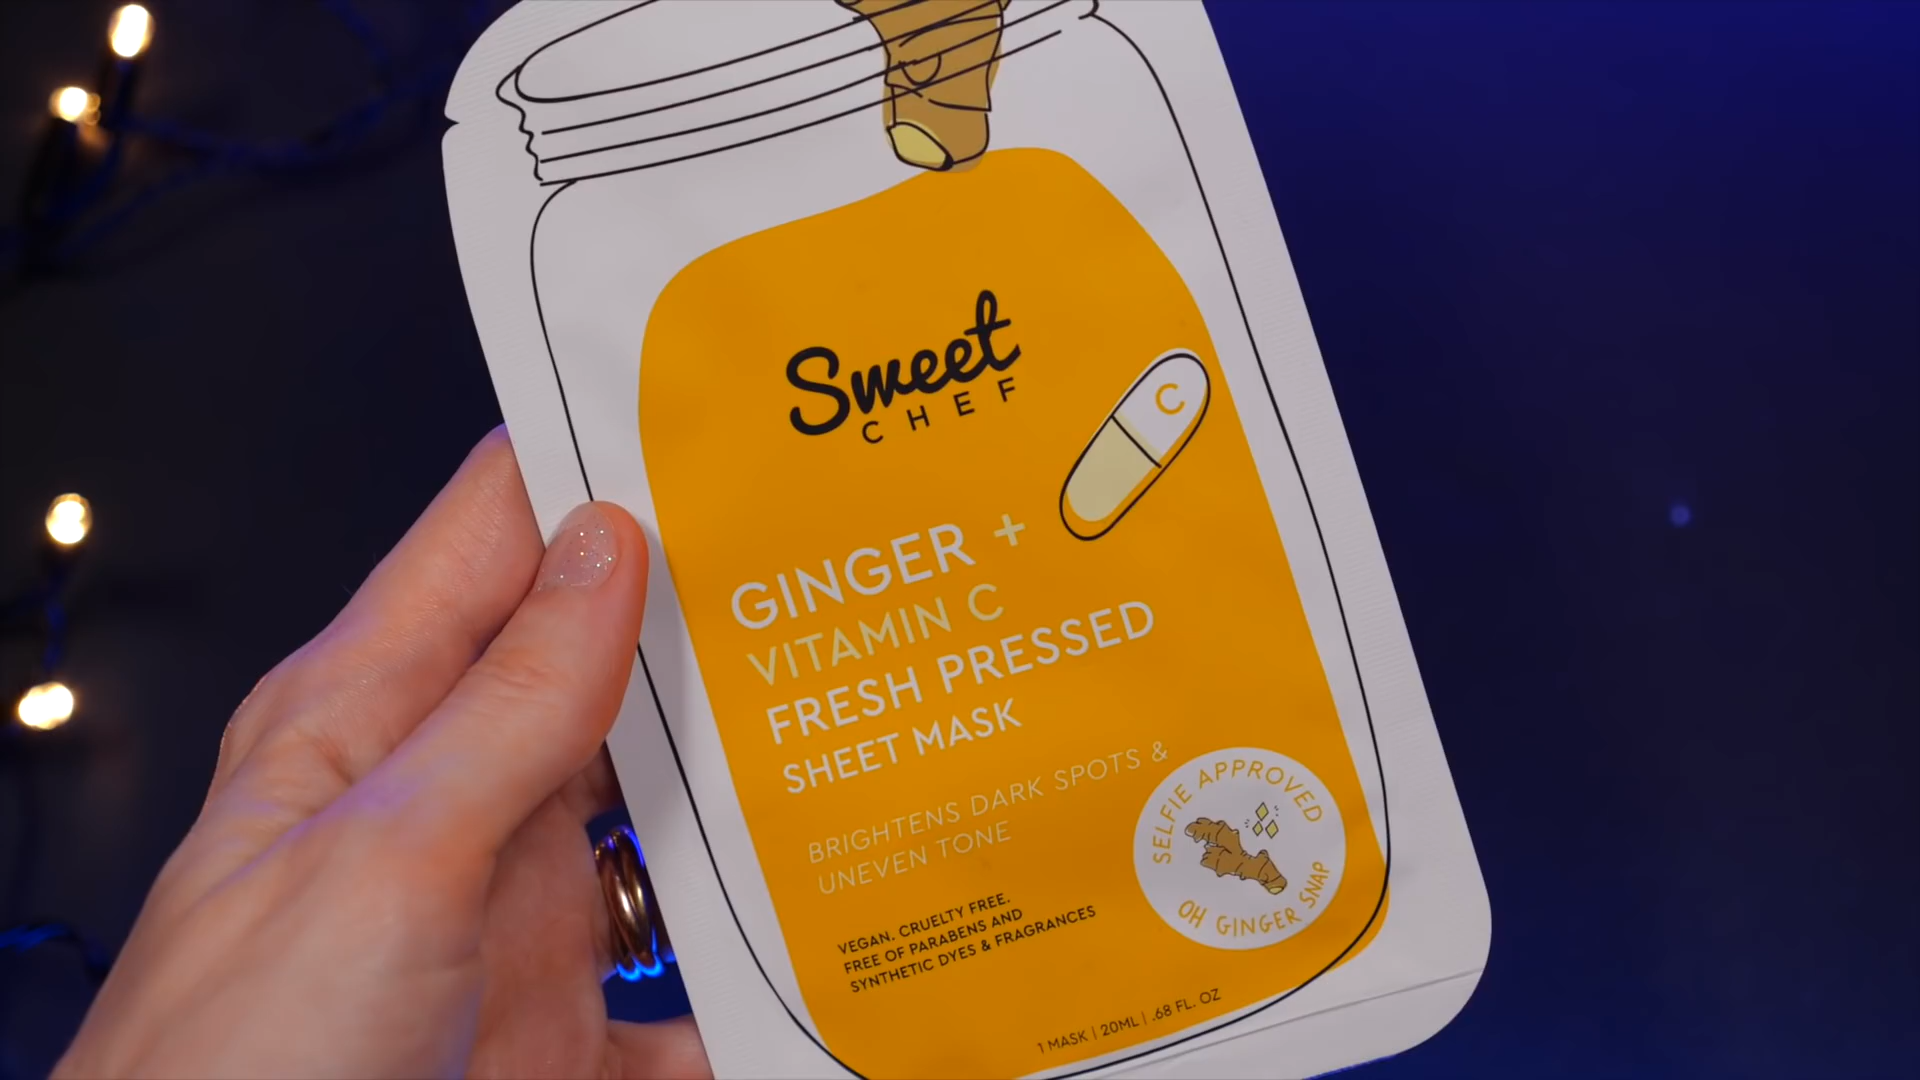 Sweet
CHEF
C
GINGER +
VITAMIN C
FRESH PRESSED
SHEET MASK
BRIGHTENS DARK SPOTS &
UNEVEN TONE
SELFIE APPROVED
OH GINGER SNAP
VEGAN. CRUELTY FREE.
FREE OF PARABENS AND
SYNTHETIC DYES & FRAGRANCES
1 MASK | 20ML | .68 FL. OZ